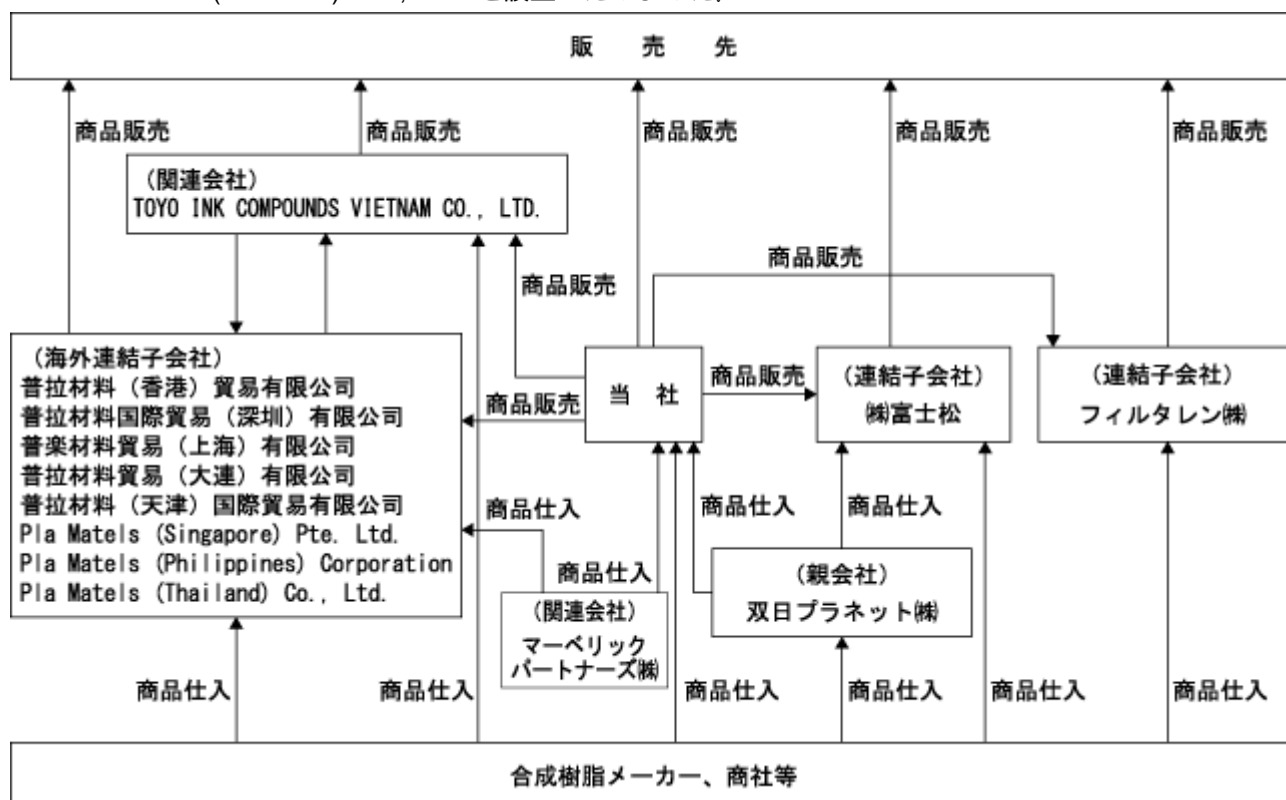 販 売 先
商品販売
商品販売
商品販売
商品販売
商品販売
(関連会社)
TOYO INK COMPOUNDS VIETNAM CO., LTD.
商品販売
商品販売
(海外連結子会社)
普拉材料(香港)貿易有限公司
普拉材料国際貿易(深圳)有限公司
普楽材料貿易(上海)有限公司
普拉材料貿易(大連)有限公司
普拉材料(天津)国際貿易有限公司
Pla Matels (Singapore) Pte. Ltd.
Pla Matels (Philippines) Corporation
Pla Matels (Thailand) Co., Ltd.
商品販売
当 社
商品販売
(連結子会社)
㈱富士松
(連結子会社)
フィルタレン㈱
商品仕入
商品仕入
商品仕入
(関連会社)
マーベリック
パートナーズ㈱
(親会社)
双日プラネット㈱
商品仕入
商品仕入
商品仕入
商品仕入
商品仕入
商品仕入
合成樹脂メーカー、商社等